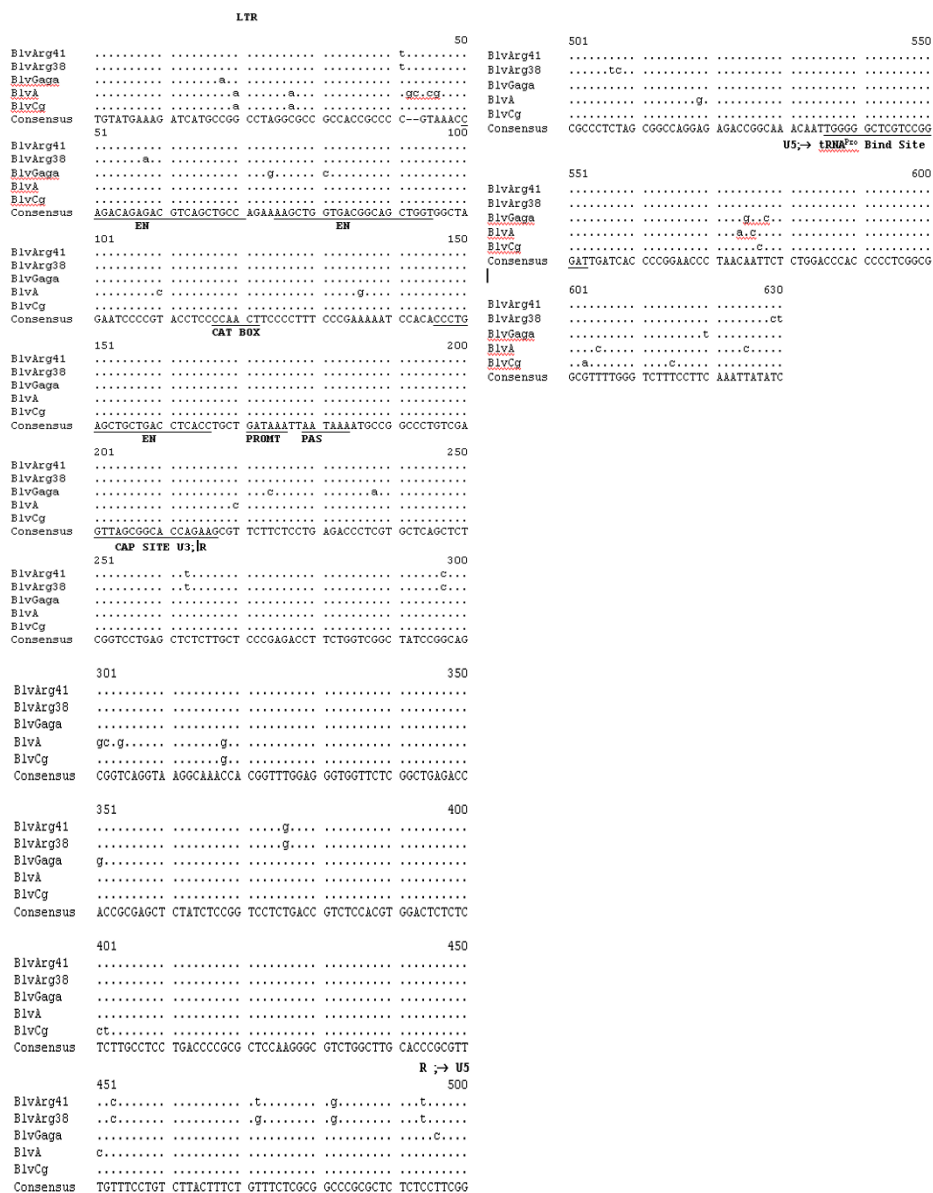 LTR
50
BlvArg41 .......... .......... .......... .......... t.........
BlvArg38 .......... .......... .......... .......... t.........
BlvGaga .......... .......a.. .......... .......... ..........
BlvA .......... .........a ......a... .......... .gc.cg....
BlvCg .......... .........a ......a... .......... ..........
Consensus TGTATGAAAG ATCATGCCGG CCTAGGCGCC GCCACCGCCC C--GTAAACC
51 100
BlvArg41 .......... .......... .......... .......... ..........
BlvArg38 .......a.. .......... .......... .......... ..........
BlvGaga .......... .......... ...g...... c......... ..........
BlvA .......... .......... .......... .......... ..........
BlvCg .......... .......... .......... .......... ..........
Consensus AGACAGAGAC GTCAGCTGCC AGAAAAGCTG GTGACGGCAG CTGGTGGCTA
EN EN
101 150
BlvArg41 .......... .......... .......... .......... ..........
BlvArg38 .......... .......... .......... .......... ..........
BlvGaga .......... .......... .......... .......... ..........
BlvA .........c .......... .......... .....g.... ..........
BlvCg .......... .......... .......... .......... ..........
Consensus GAATCCCCGT ACCTCCCCAA CTTCCCCTTT CCCGAAAAAT CCACACCCTG
CAT BOX
151 200
BlvArg41 .......... .......... .......... .......... ..........
BlvArg38 .......... .......... .......... .......... ..........
BlvGaga .......... .......... .......... .......... ..........
BlvA .......... .......... .......... .......... ..........
BlvCg .......... .......... .......... .......... ..........
Consensus AGCTGCTGAC CTCACCTGCT GATAAATTAA TAAAATGCCG GCCCTGTCGA
EN PROMT PAS
201 250
BlvArg41 .......... .......... .......... .......... ..........
BlvArg38 .......... .......... .......... .......... ..........
BlvGaga .......... .......... ...c...... .......a.. ..........
BlvA .......... .........c .......... .......... ..........
BlvCg .......... .......... .......... .......... ..........
Consensus GTTAGCGGCA CCAGAAGCGT TCTTCTCCTG AGACCCTCGT GCTCAGCTCT
CAP SITE U3;R
251 300
BlvArg41 .......... ..t....... .......... .......... ......c...
BlvArg38 .......... ..t....... .......... .......... ......c...
BlvGaga .......... .......... .......... .......... ..........
BlvA .......... .......... .......... .......... ..........
BlvCg .......... .......... .......... .......... ..........
Consensus CGGTCCTGAG CTCTCTTGCT CCCGAGACCT TCTGGTCGGC TATCCGGCAG
301 350
BlvArg41 .......... .......... .......... .......... ..........
BlvArg38 .......... .......... .......... .......... ..........
BlvGaga .......... .......... .......... .......... ..........
BlvA gc.g...... .......g.. .......... .......... ..........
BlvCg .......... .......g.. .......... .......... ..........
Consensus CGGTCAGGTA AGGCAAACCA CGGTTTGGAG GGTGGTTCTC GGCTGAGACC
351 400
BlvArg41 .......... .......... .....g.... .......... ..........
BlvArg38 .......... .......... .....g.... .......... ..........
BlvGaga g......... .......... .......... .......... ..........
BlvA .......... .......... .......... .......... ..........
BlvCg .......... .......... .......... .......... ..........
Consensus ACCGCGAGCT CTATCTCCGG TCCTCTGACC GTCTCCACGT GGACTCTCTC
401 450
BlvArg41 .......... .......... .......... .......... ..........
BlvArg38 .......... .......... .......... .......... ..........
BlvGaga .......... .......... .......... .......... ..........
BlvA .......... .......... .......... .......... ..........
BlvCg ct........ .......... .......... .......... ..........
Consensus TCTTGCCTCC TGACCCCGCG CTCCAAGGGC GTCTGGCTTG CACCCGCGTT
R ;→ U5
451 500
BlvArg41 ..c....... .......... .t........ .g........ ...t......
BlvArg38 ..c....... .......... .g........ .g........ ...t......
BlvGaga .......... .......... .......... .......... .....c....
BlvA c......... .......... .......... .......... ..........
BlvCg .......... .......... .......... .......... ..........
Consensus TGTTTCCTGT CTTACTTTCT GTTTCTCGCG GCCCGCGCTC TCTCCTTCGG
501 550
BlvArg41 .......... .......... .......... .......... ..........
BlvArg38 ......tc.. .......... .......... .......... ..........
BlvGaga .......... .......... .......... .......... ..........
BlvA .......... ........g. .......... .......... ..........
BlvCg .......... .......... .......... .......... ..........
Consensus CGCCCTCTAG CGGCCAGGAG AGACCGGCAA ACAATTGGGG GCTCGTCCGG
U5;→ tRNAPro Bind Site
551 600
BlvArg41 .......... .......... .......... .......... ..........
BlvArg38 .......... .......... .......... .......... ..........
BlvGaga .......... .......... ....g..c.. .......... ..........
BlvA .......... .......... ...a.c.... .......... ..........
BlvCg .......... .......... ......c... .......... ..........
Consensus GATTGATCAC CCCGGAACCC TAACAATTCT CTGGACCCAC CCCCTCGGCG
601 630
BlvArg41 .......... .......... ..........
BlvArg38 .......... .......... ........ct
BlvGaga .......... .........t ..........
BlvA ....c..... .......... ....c.....
BlvCg ..a....... ....c..... ..........
Consensus GCGTTTTGGG TCTTTCCTTC AAATTATATC